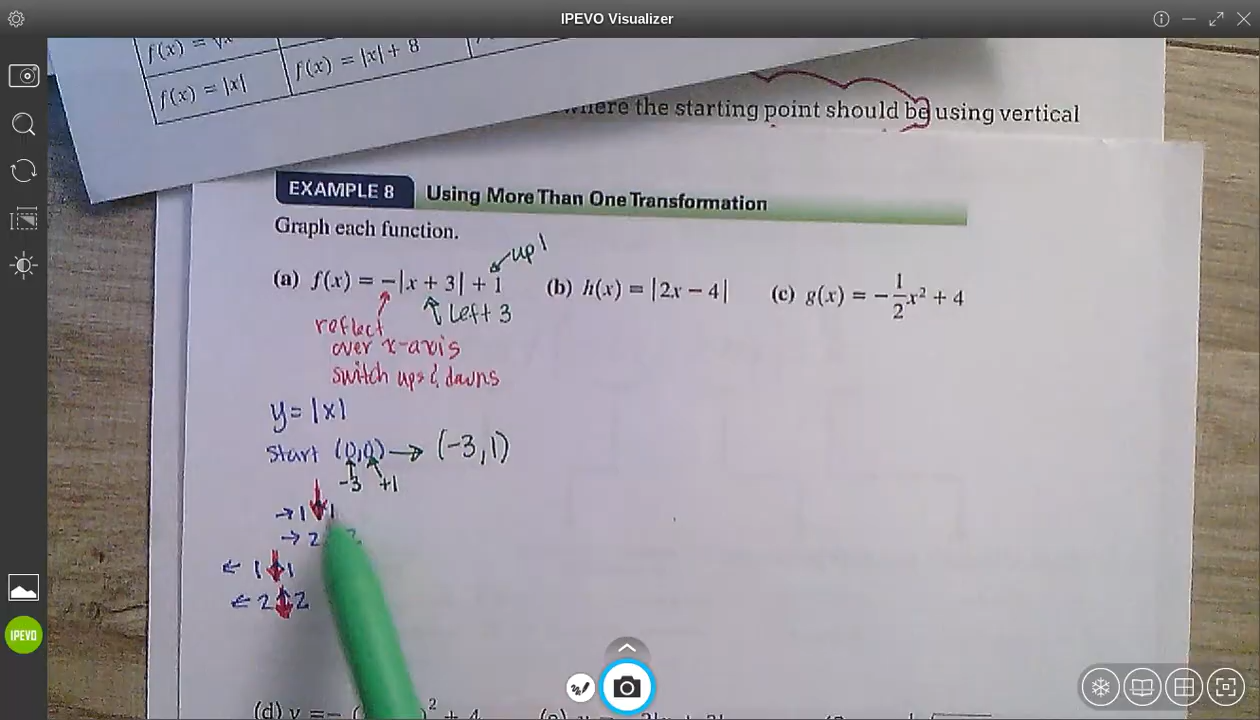 IPEVO Visualizer
f(x) = √x
f(x) = |x| f(x) = |x| + 8
where the starting point should be using vertical
EXAMPLE 8 Using More Than One Transformation
Graph each function.
up 1
(a) f(x) = −|x + 3| + 1 (b) h(x) = |2x − 4| (c) g(x) = −1/2x² + 4
left 3
reflect
over x-axis
switch ups & downs
y = |x|
Start (0,0) → (-3,1)
-3 +1
→ 1 ↓ 1
→ 2
← 1 ↓ 1
← 2 ↓ 2
IPEVO
(d) y = −